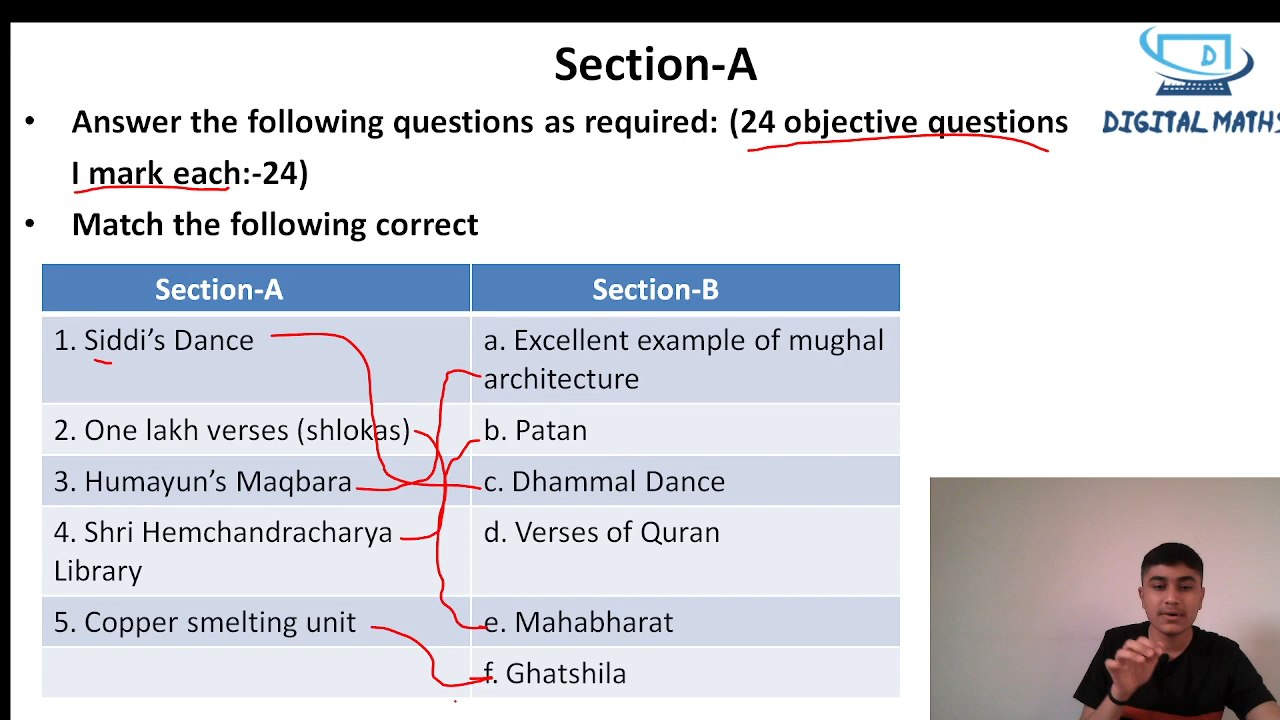 Section-A
D
• Answer the following questions as required: (24 objective questions
DIGITAL MATHS
I mark each:-24)
• Match the following correct
Section-A Section-B
1. Siddi's Dance a. Excellent example of mughal
architecture
2. One lakh verses (shlokas) b. Patan
3. Humayun's Maqbara c. Dhammal Dance
4. Shri Hemchandracharya d. Verses of Quran
Library
5. Copper smelting unit e. Mahabharat
f. Ghatshila